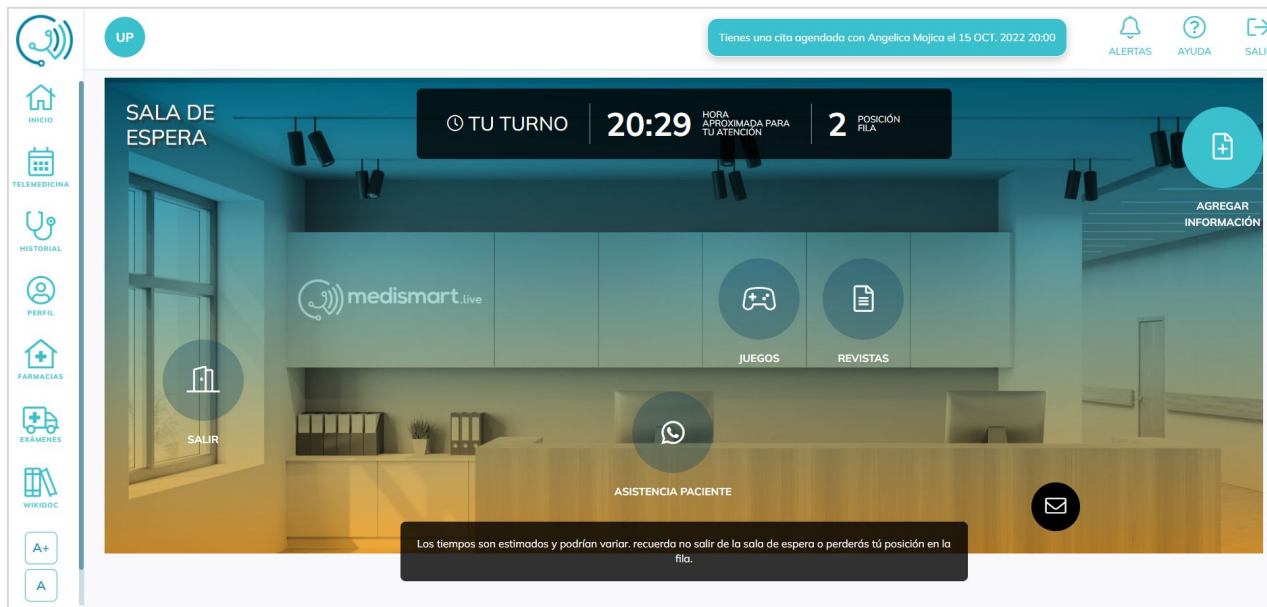 UP
Tienes una cita agendada con Angelica Mojica el 15 OCT. 2022 20:00
ALERTAS
AYUDA
INICIO
TELEMEDICINA
HISTORIAL
PERFIL
FARMACIAS
EXÁMENES
WIKIDOC
A+
A
SALA DE
ESPERA
TU TURNO
20:29
HORA
APROXIMADA PARA
TU ATENCIÓN
2
POSICIÓN
FILA
AGREGAR
INFORMACIÓN
medismart.live
JUEGOS
REVISTAS
SALIR
ASISTENCIA PACIENTE
Los tiempos son estimados y podrían variar. recuerda no salir de la sala de espera o perderás tú posición en la
fila.